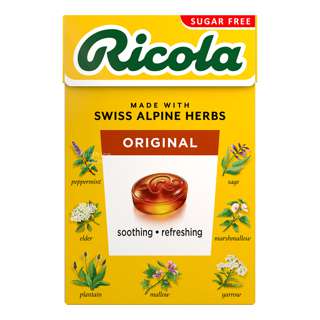 SUGAR FREE
Ricola
MADE WITH
SWISS ALPINE HERBS
ORIGINAL
peppermint
sage
elder
marshmallow
soothing • refreshing
plantain
mallow
yarrow